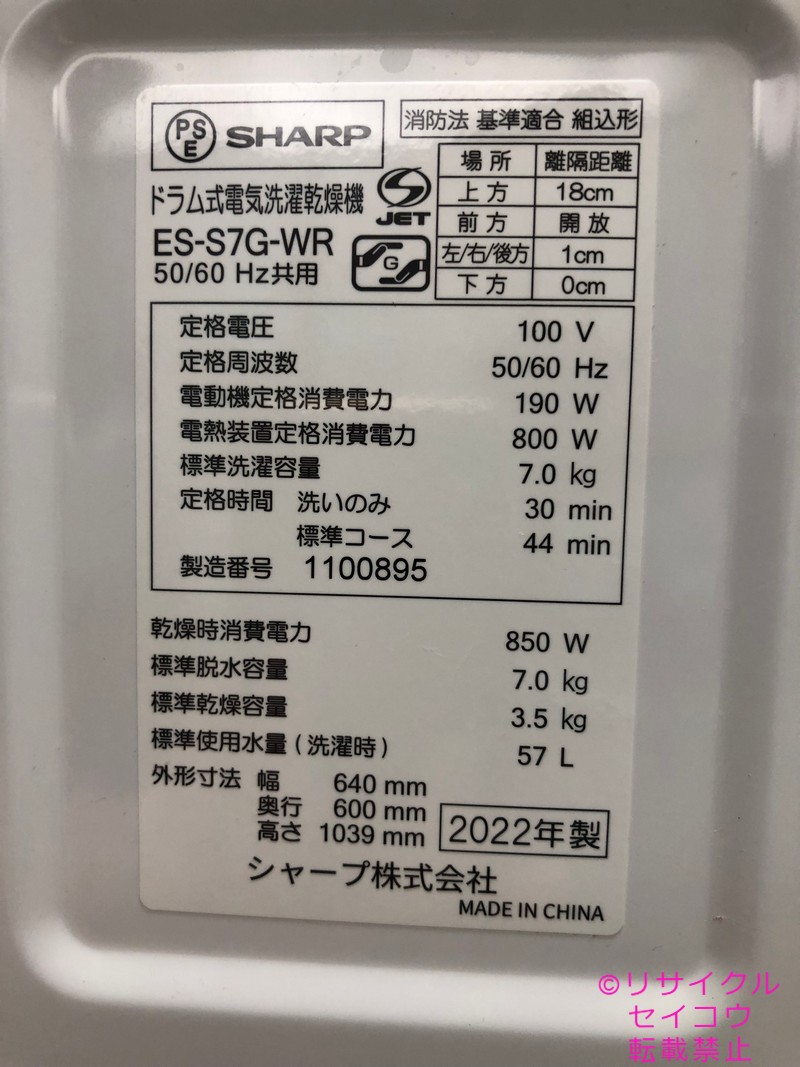 PSE SHARP
消防法 基準適合 組込形
場所 離隔距離
上方 18cm
前方 開放
左/右/後方 1cm
下方 0cm
ドラム式電気洗濯乾燥機
S JET
ES-S7G-WR
50/60 Hz共用
G
定格電圧 100 V
定格周波数 50/60 Hz
電動機定格消費電力 190 W
電熱装置定格消費電力 800 W
標準洗濯容量 7.0 kg
定格時間 洗いのみ 30 min
標準コース 44 min
製造番号 1100895
乾燥時消費電力 850 W
標準脱水容量 7.0 kg
標準乾燥容量 3.5 kg
標準使用水量(洗濯時) 57 L
外形寸法 幅 640 mm
奥行 600 mm
高さ 1039 mm
2022年製
シャープ株式会社
MADE IN CHINA
©リサイクル
セイコウ
転載禁止